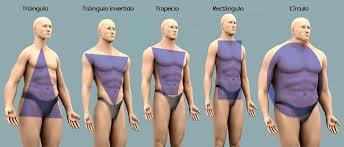 Triángulo
Triángulo invertido
Trapecio
Rectángulo
Círculo